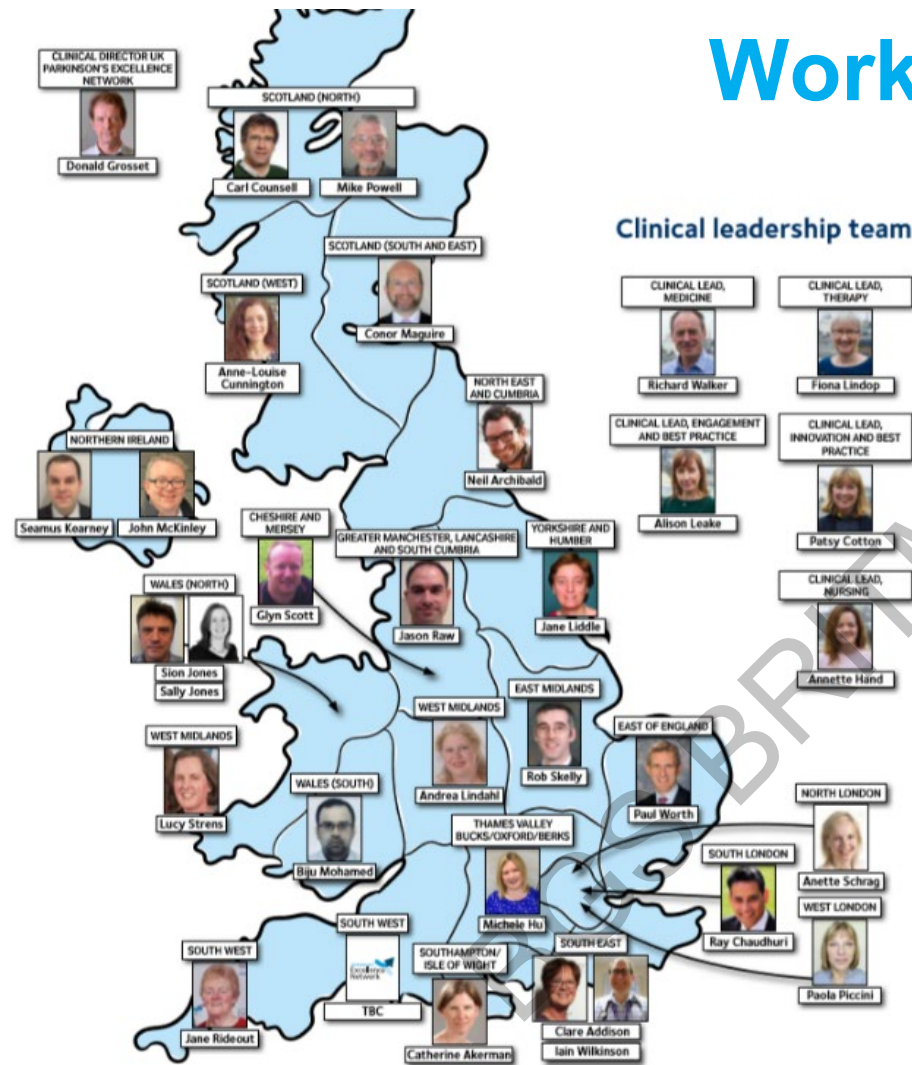 Work
CLINICAL DIRECTOR UK
PARKINSON'S EXCELLENCE
NETWORK
Donald Grosset
SCOTLAND (NORTH)
Carl Counsell
Mike Powell
SCOTLAND (SOUTH AND EAST)
Conor Maguire
SCOTLAND (WEST)
Anne-Louise
Cunnington
NORTH EAST
AND CUMBRIA
Neil Archibald
NORTHERN IRELAND
Seamus Kearney
John McKinley
CHESHIRE AND
MERSEY
Glyn Scott
GREATER MANCHESTER, LANCASHIRE
AND SOUTH CUMBRIA
Jason Raw
YORKSHIRE AND
HUMBER
Jane Liddle
WALES (NORTH)
Sion Jones
Sally Jones
WEST MIDLANDS
Lucy Strens
WALES (SOUTH)
Biju Mohamed
WEST MIDLANDS
Andrea Lindahl
EAST MIDLANDS
Rob Skelly
EAST OF ENGLAND
Paul Worth
THAMES VALLEY
BUCKS/OXFORD/BERKS
Michele Hu
NORTH LONDON
Anette Schrag
SOUTH LONDON
Ray Chaudhuri
WEST LONDON
Paola Piccini
SOUTH WEST
Jane Rideout
SOUTH WEST
Excellence
Network
TBC
SOUTHAMPTON/
ISLE OF WIGHT
Catherine Akerman
SOUTH EAST
Clare Addison
Iain Wilkinson
Clinical leadership team
CLINICAL LEAD,
MEDICINE
Richard Walker
CLINICAL LEAD,
THERAPY
Fiona Lindop
CLINICAL LEAD, ENGAGEMENT
AND BEST PRACTICE
Alison Leake
CLINICAL LEAD,
INNOVATION AND BEST
PRACTICE
Patsy Cotton
CLINICAL LEAD,
NURSING
Annette Hand
BGS BRIT